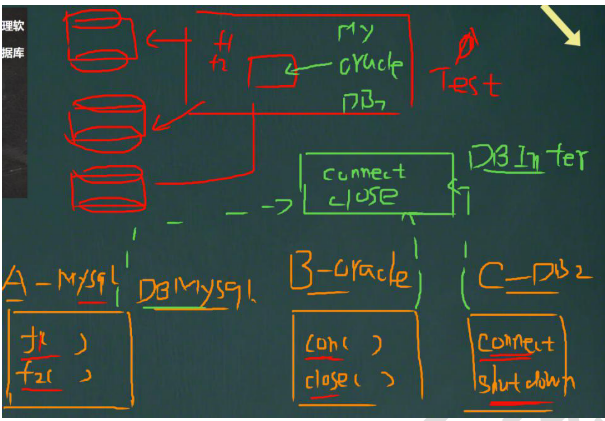 理软
据库
f1
f2
My
oracle
DB2
Test
DBInter
connect
close
A-Mysql
DBMysql
B-oracle
C-DB2
f1( )
f2( )
con( )
close( )
connect
shutdown